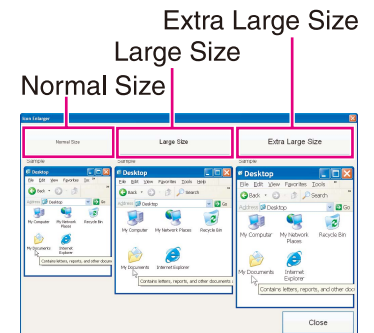 Extra Large Size
Large Size
Normal Size
Icon Enlarger
Normal Size
Large Size
Extra Large Size
Sample
Sample
Sample
Desktop
File Edit View Favorites
Back
Address Desktop Go
My Computer My Network Places Recycle Bin
My Documents Internet Explorer
Contains letters, reports, and other docum
Desktop
File Edit View Favorites Tools Help
Back Search
Address Desktop Go
My Computer My Network Places Recycle Bin
My Documents Internet Explorer
Contains letters, reports, and other documents
Desktop
File Edit View Favorites Tools
Back Search
Address Desktop Go
My Computer My Network Recycle Bin
Places
My Documents Internet
Explorer
Contains letters, reports, and other docu
Close